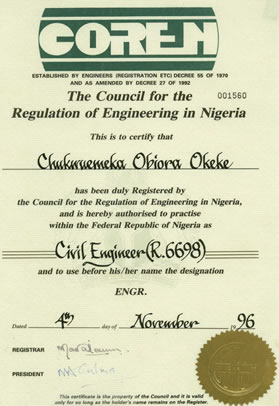 COREN
ESTABLISHED BY ENGINEERS (REGISTRATION ETC) DECREE 55 OF 1970
AND AS AMENDED BY DECREE 27 OF 1992
The Council for the 001560
Regulation of Engineering in Nigeria
This is to certify that
Chukwuemeka Obiora Okeke
has been duly Registered by
the Council for the Regulation of Engineering in Nigeria,
and is hereby authorised to practise
within the Federal Republic of Nigeria as
Civil Engineer (R.6698)
and to use before his/her name the designation
ENGR.
Dated 4th day of November 1996
REGISTRAR
PRESIDENT
This certificate is the property of the Council and it is valid
only for so long as the holder's name remains on the Register.